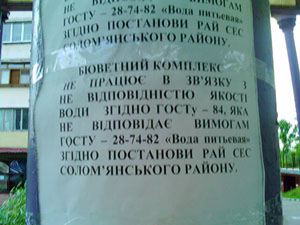 НЕ ВІДПОВІДАЄ ВИМОГАМ
ГОСТУ – 28-74-82 «Вода питьевая»
ЗГІДНО ПОСТАНОВИ РАЙ СЕС
СОЛОМ'ЯНСЬКОГО РАЙОНУ.
БЮВЕТНИЙ КОМПЛЕКС
НЕ ПРАЦЮЄ В ЗВ'ЯЗКУ З
НЕ ВІДПОВІДНІСТЮ ЯКОСТІ
ВОДИ ЗГІДНО ГОСТу – 84, ЯКА
НЕ ВІДПОВІДАЄ ВИМОГАМ
ГОСТУ – 28-74-82 «Вода питьевая»
ЗГІДНО ПОСТАНОВИ РАЙ СЕС
СОЛОМ'ЯНСЬКОГО РАЙОНУ.